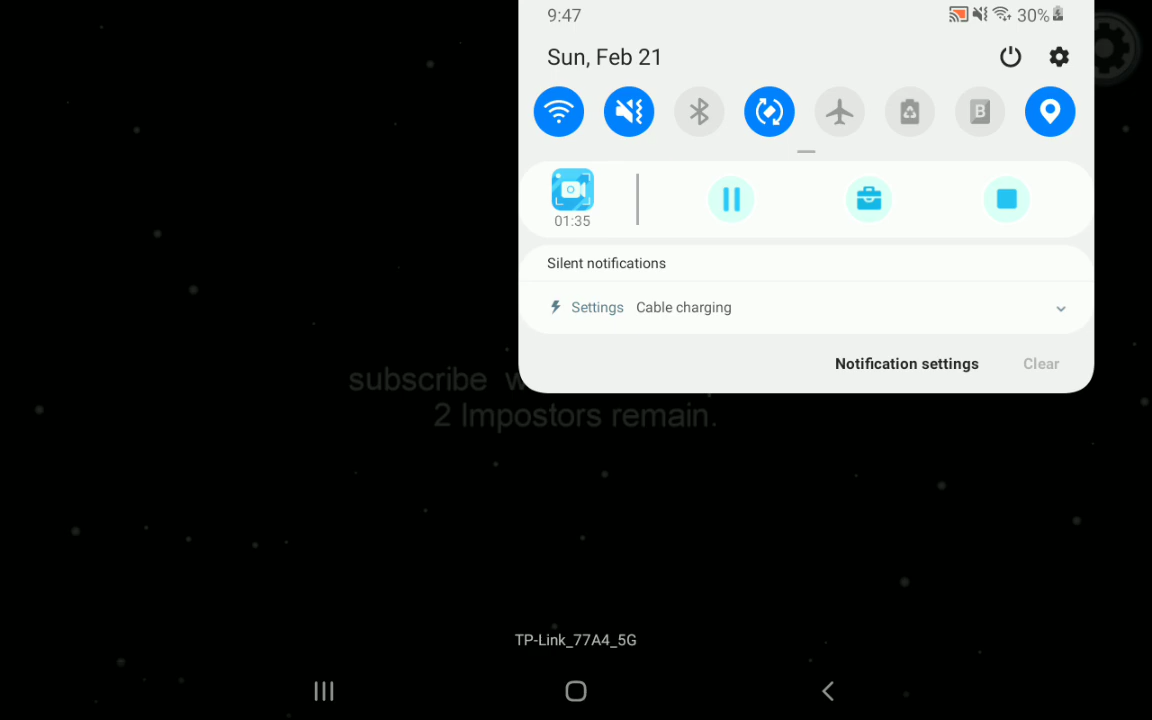 9:47
30%
Sun, Feb 21
B
01:35
Silent notifications
Settings Cable charging
Notification settings Clear
subscribe
2 Impostors remain.
TP-Link_77A4_5G